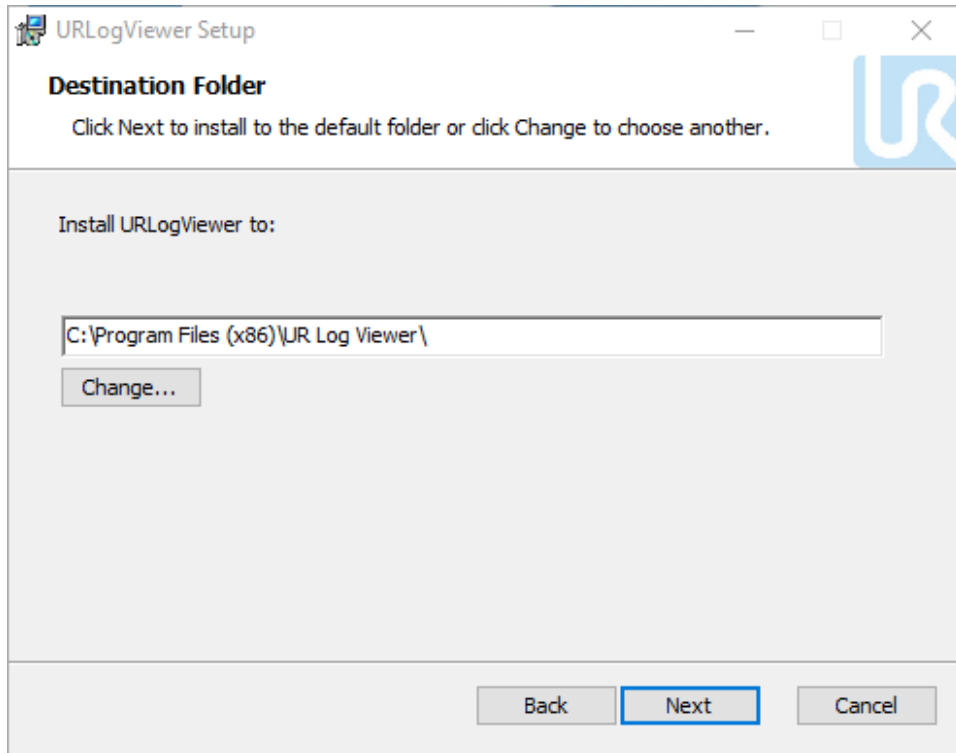 URLogViewer Setup
Destination Folder
Click Next to install to the default folder or click Change to choose another.
UR
Install URLogViewer to:
C:\Program Files (x86)\UR Log Viewer\
Change...
Back Next Cancel